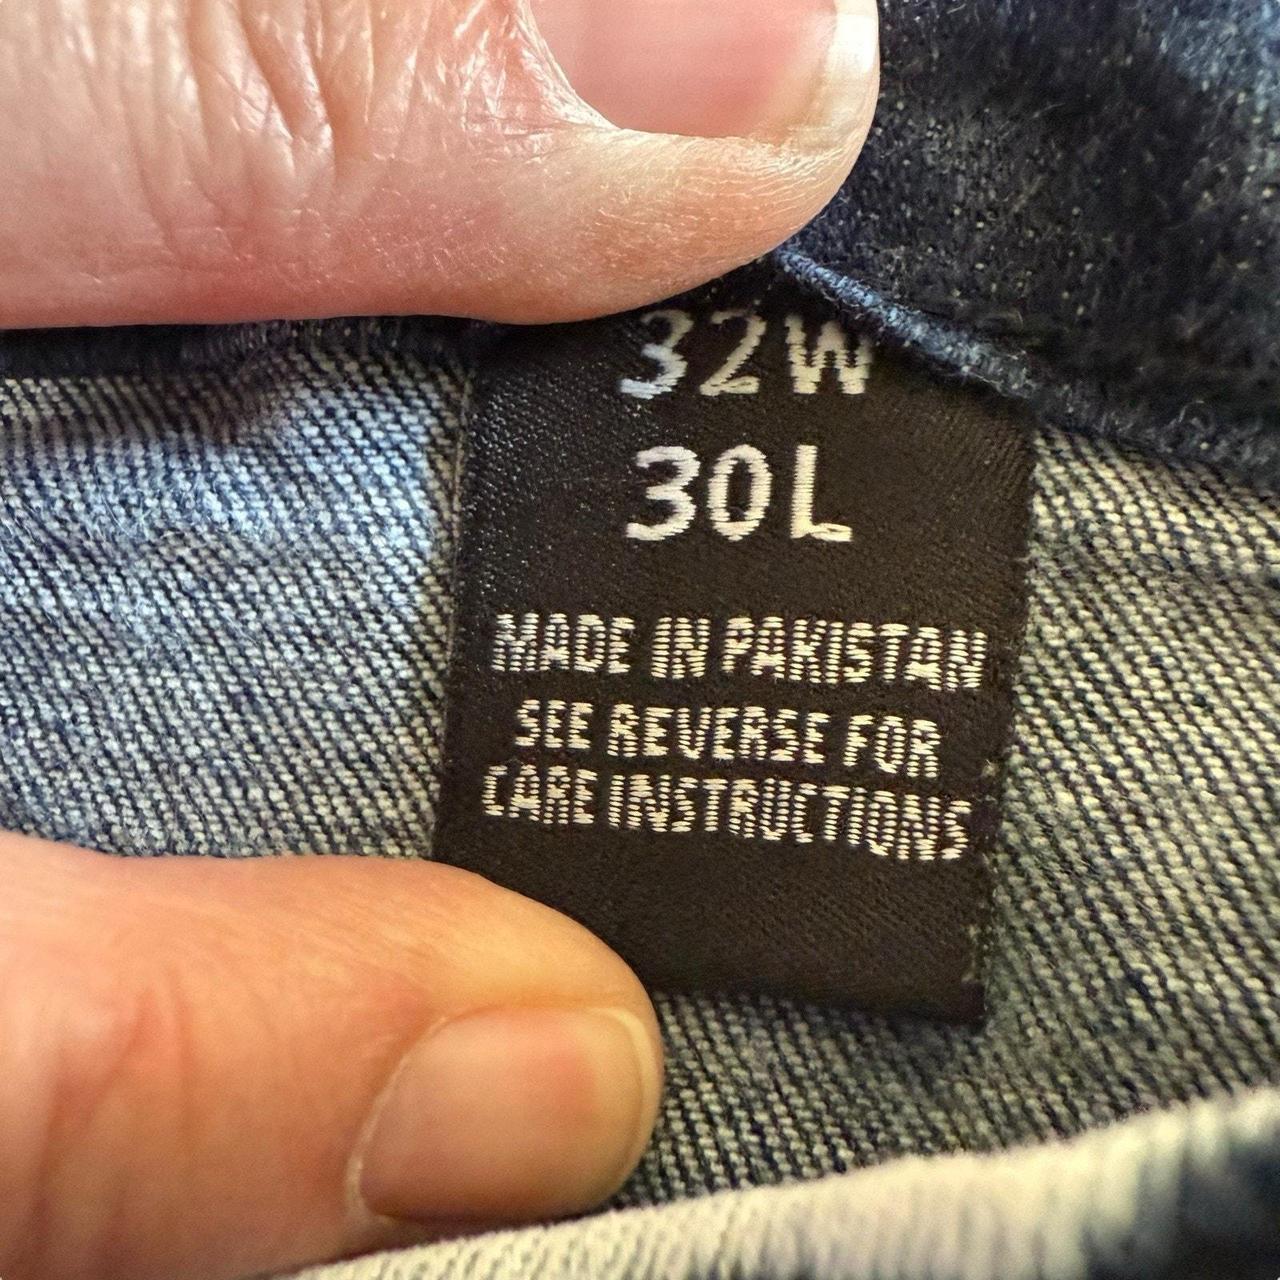 32W
30L
MADE IN PAKISTAN
SEE REVERSE FOR
CARE INSTRUCTIONS